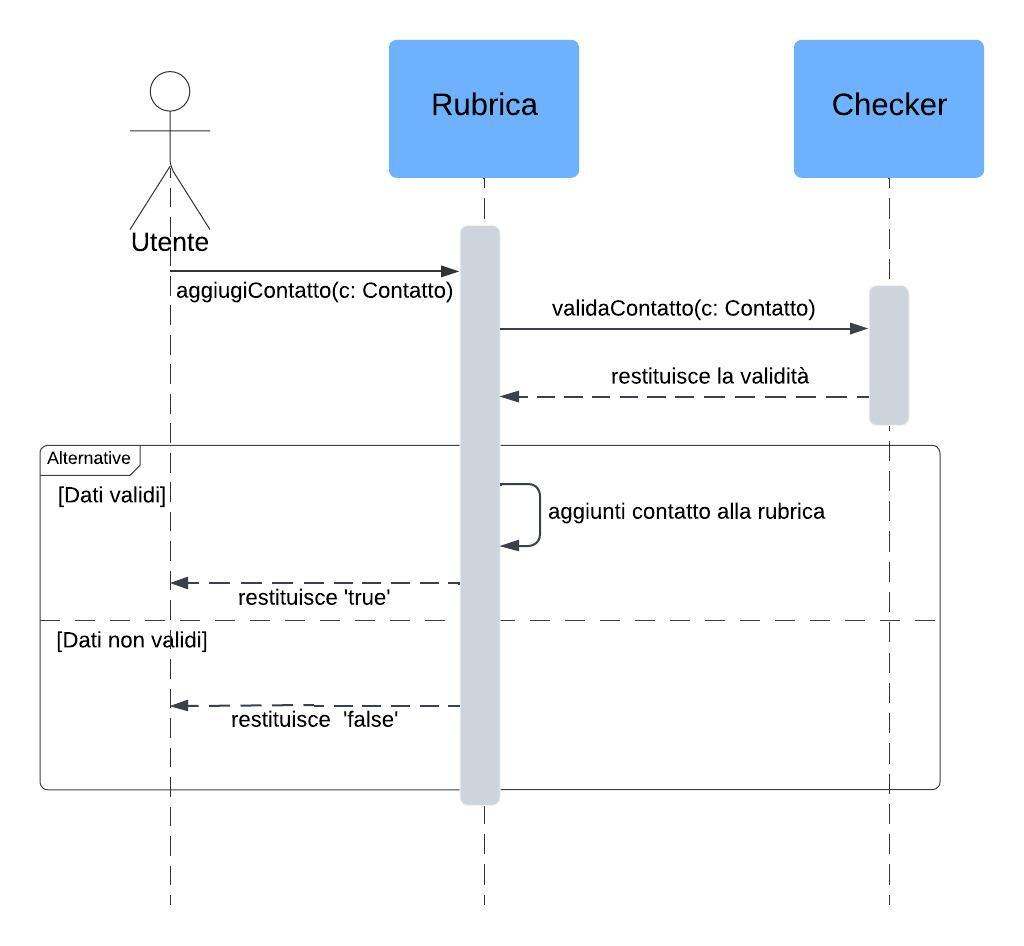 Rubrica
Checker
Utente
aggiugiContatto(c: Contatto)
validaContatto(c: Contatto)
restituisce la validità
Alternative
[Dati validi]
aggiunti contatto alla rubrica
restituisce 'true'
[Dati non validi]
restituisce 'false'